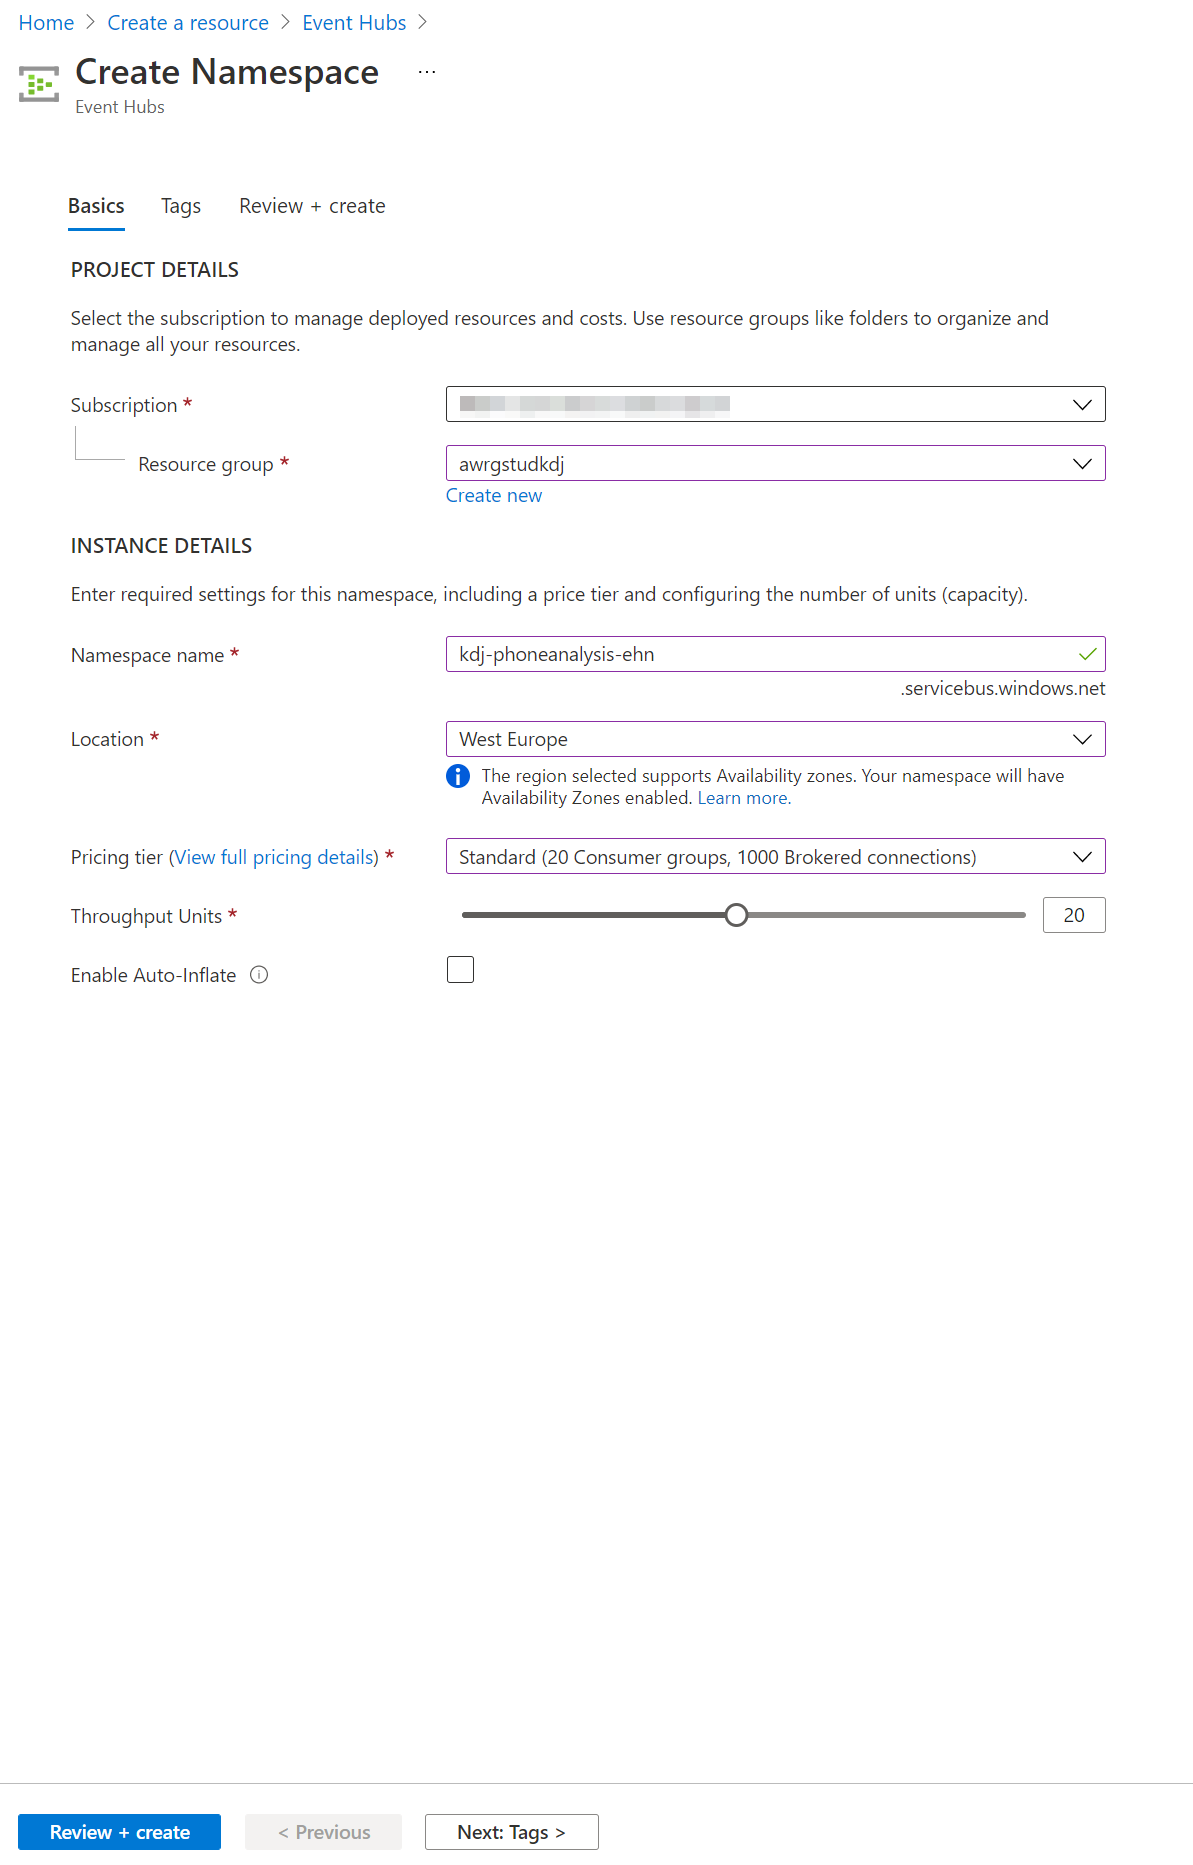 Home > Create a resource > Event Hubs >
Create Namespace ...
Event Hubs
Basics Tags Review + create
PROJECT DETAILS
Select the subscription to manage deployed resources and costs. Use resource groups like folders to organize and
manage all your resources.
Subscription *
Resource group * awrgstudkdj
Create new
INSTANCE DETAILS
Enter required settings for this namespace, including a price tier and configuring the number of units (capacity).
Namespace name * kdj-phoneanalysis-ehn
.servicebus.windows.net
Location * West Europe
The region selected supports Availability zones. Your namespace will have
Availability Zones enabled. Learn more.
Pricing tier (View full pricing details) * Standard (20 Consumer groups, 1000 Brokered connections)
Throughput Units * 20
Enable Auto-Inflate
Review + create < Previous Next: Tags >